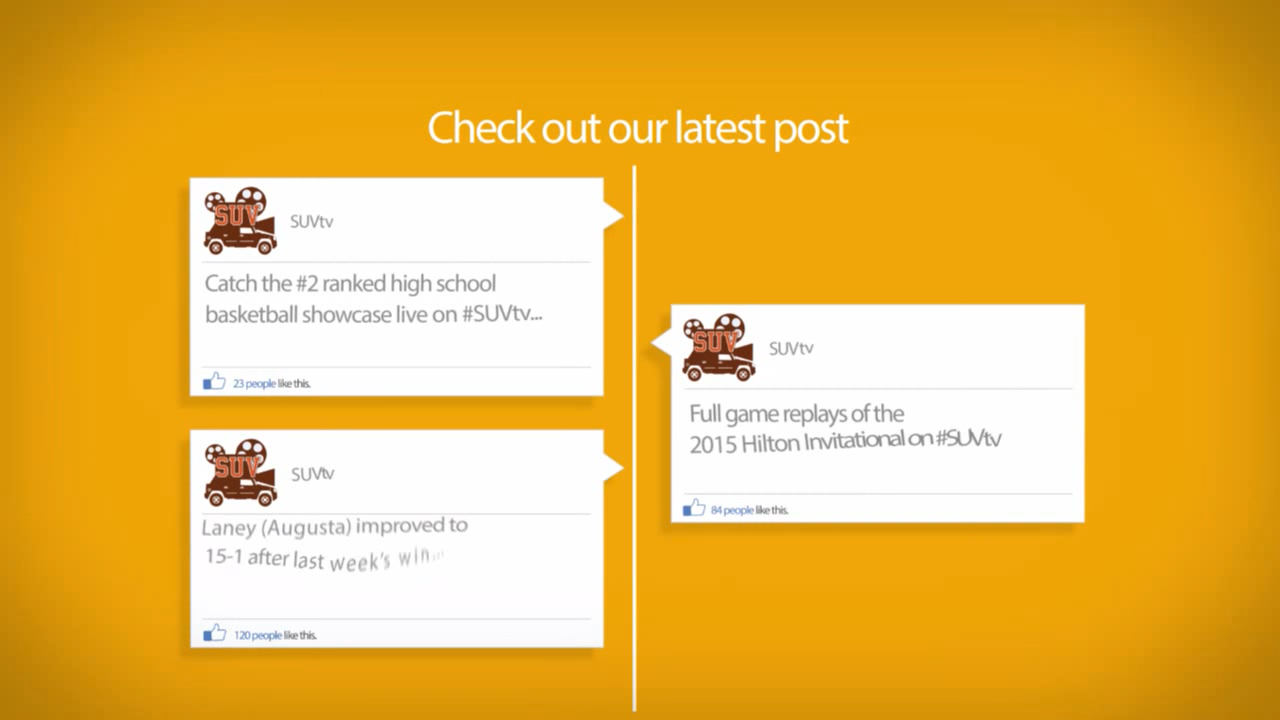 Check out our latest post
SUV
SUVtv
Catch the #2 ranked high school
basketball showcase live on #SUVtv...
23 people like this.
SUV
SUVtv
Full game replays of the
2015 Hilton Invitational on #SUVtv
84 people like this.
SUV
SUVtv
Laney (Augusta) improved to
15-1 after last week's win...
120 people like this.